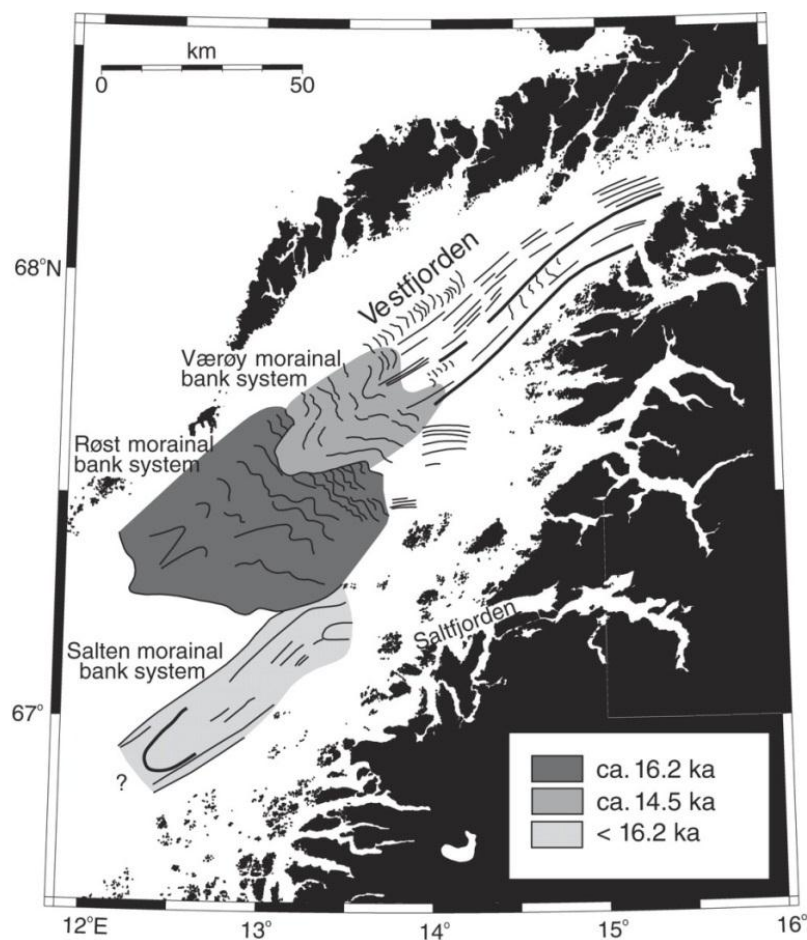 km
0
50
68°N
Vestfjorden
Værøy morainal
bank system
Røst morainal
bank system
Saltfjorden
Salten morainal
bank system
67°
?
ca. 16.2 ka
ca. 14.5 ka
< 16.2 ka
12°E
13°
14°
15°
16°